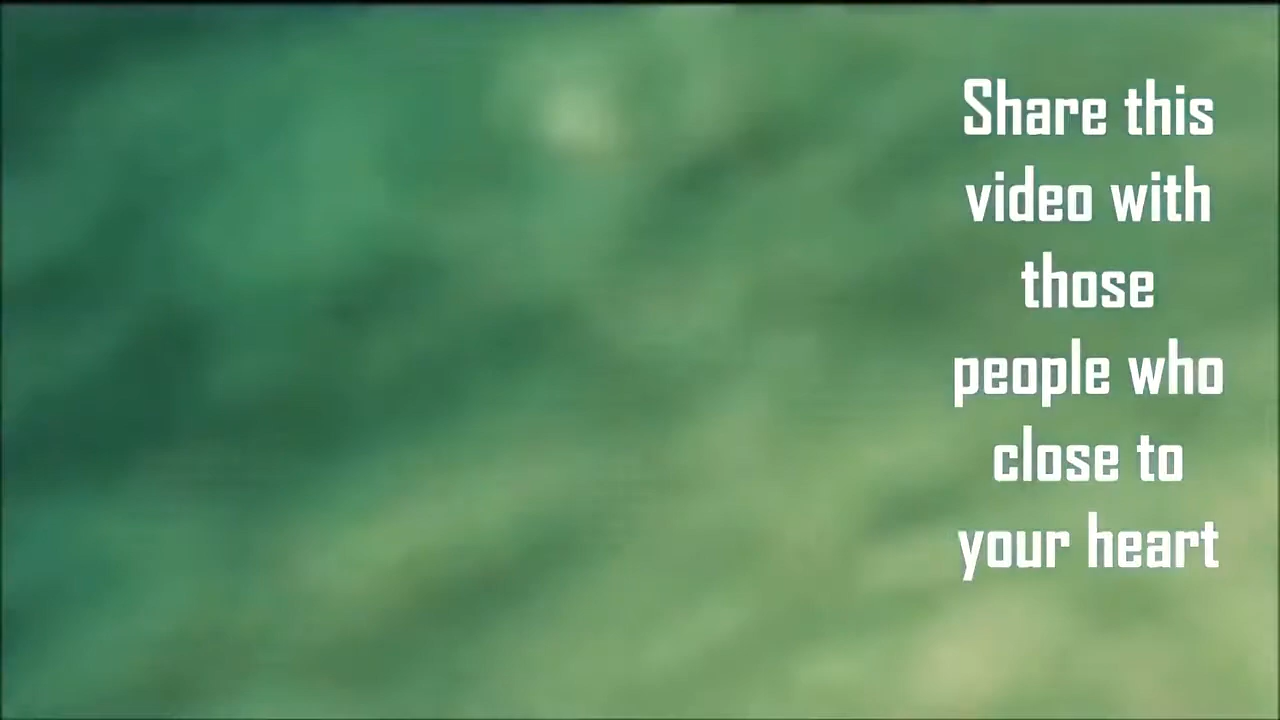 Share this
video with
those
people who
close to
your heart